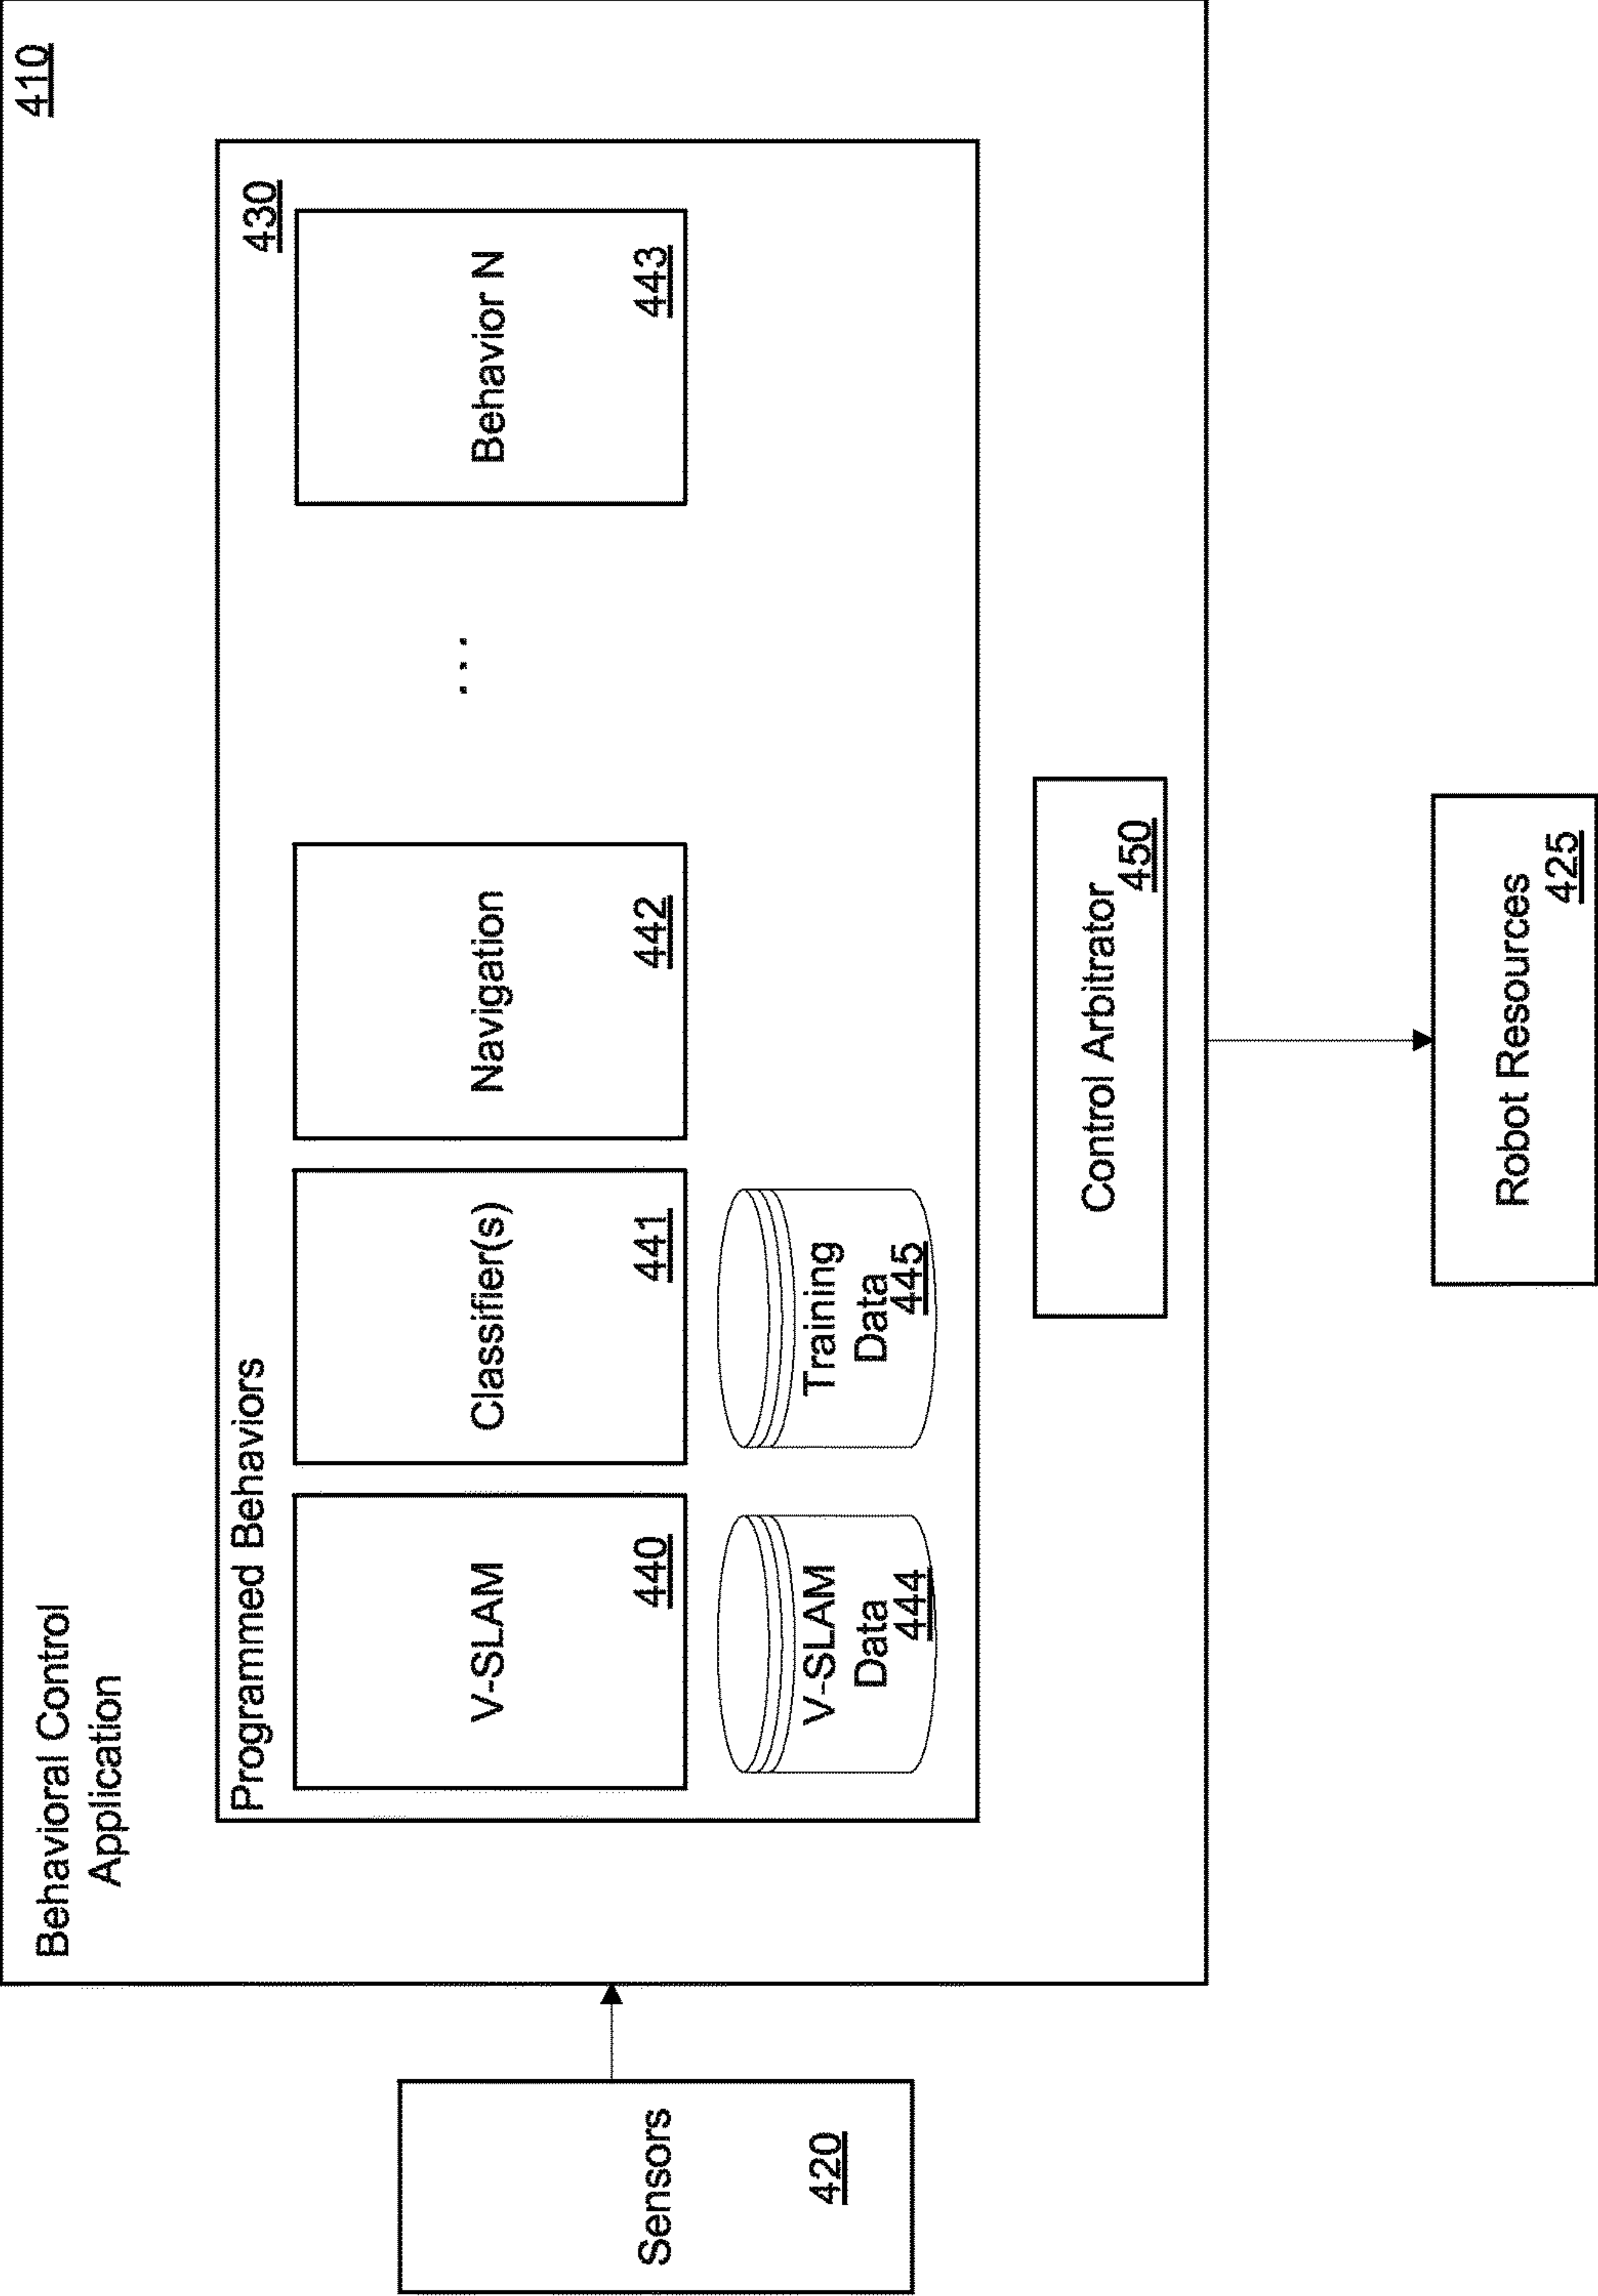 Behavioral Control
Application
410
Programmed Behaviors
430
V-SLAM
440
Classifier(s)
441
Navigation
442
...
Behavior N
443
V-SLAM
Data
444
Training
Data
445
Sensors
420
Control Arbitrator
450
Robot Resources
425